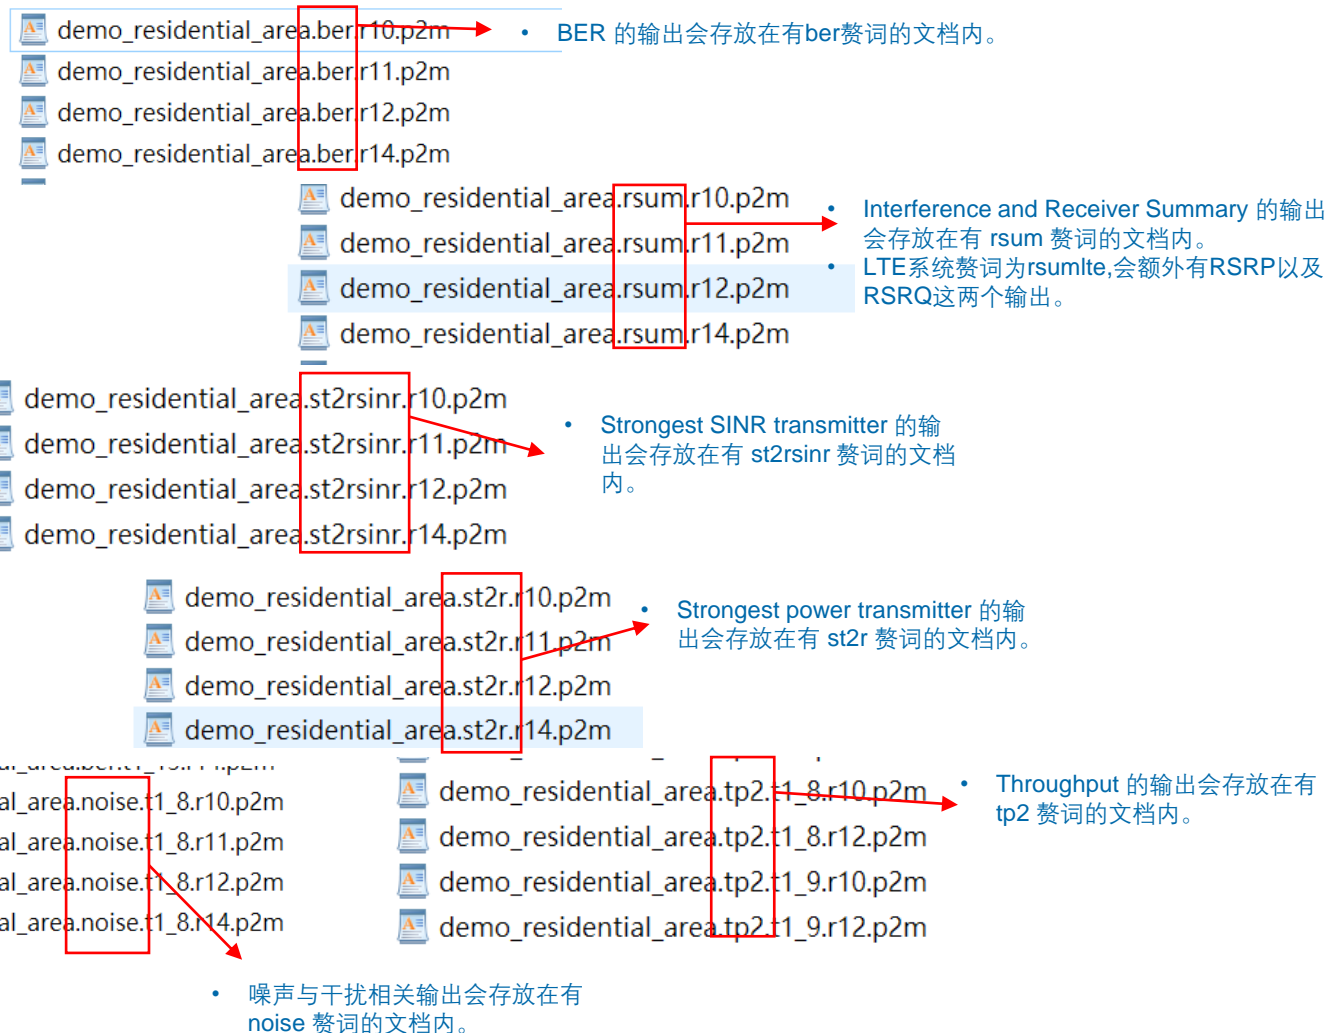 demo_residential_area.ber.r10.p2m
• BER 的输出会存放在有ber赘词的文档内。
demo_residential_area.ber.r11.p2m
demo_residential_area.ber.r12.p2m
demo_residential_area.ber.r14.p2m
demo_residential_area.rsum.r10.p2m
demo_residential_area.rsum.r11.p2m
demo_residential_area.rsum.r12.p2m
demo_residential_area.rsum.r14.p2m
• Interference and Receiver Summary 的输出
会存放在有 rsum 赘词的文档内。
• LTE系统赘词为rsumlte,会额外有RSRP以及
RSRQ这两个输出。
demo_residential_area.st2rsinr.r10.p2m
demo_residential_area.st2rsinr.r11.p2m
demo_residential_area.st2rsinr.r12.p2m
demo_residential_area.st2rsinr.r14.p2m
• Strongest SINR transmitter 的输
出会存放在有 st2rsinr 赘词的文档
内。
demo_residential_area.st2r.r10.p2m
demo_residential_area.st2r.r11.p2m
demo_residential_area.st2r.r12.p2m
demo_residential_area.st2r.r14.p2m
• Strongest power transmitter 的输
出会存放在有 st2r 赘词的文档内。
al_area.noise.t1_8.r10.p2m
al_area.noise.t1_8.r11.p2m
al_area.noise.t1_8.r12.p2m
al_area.noise.t1_8.r14.p2m
demo_residential_area.tp2.t1_8.r10.p2m
demo_residential_area.tp2.t1_8.r12.p2m
demo_residential_area.tp2.t1_9.r10.p2m
demo_residential_area.tp2.t1_9.r12.p2m
• Throughput 的输出会存放在有
tp2 赘词的文档内。
• 噪声与干扰相关输出会存放在有
noise 赘词的文档内。